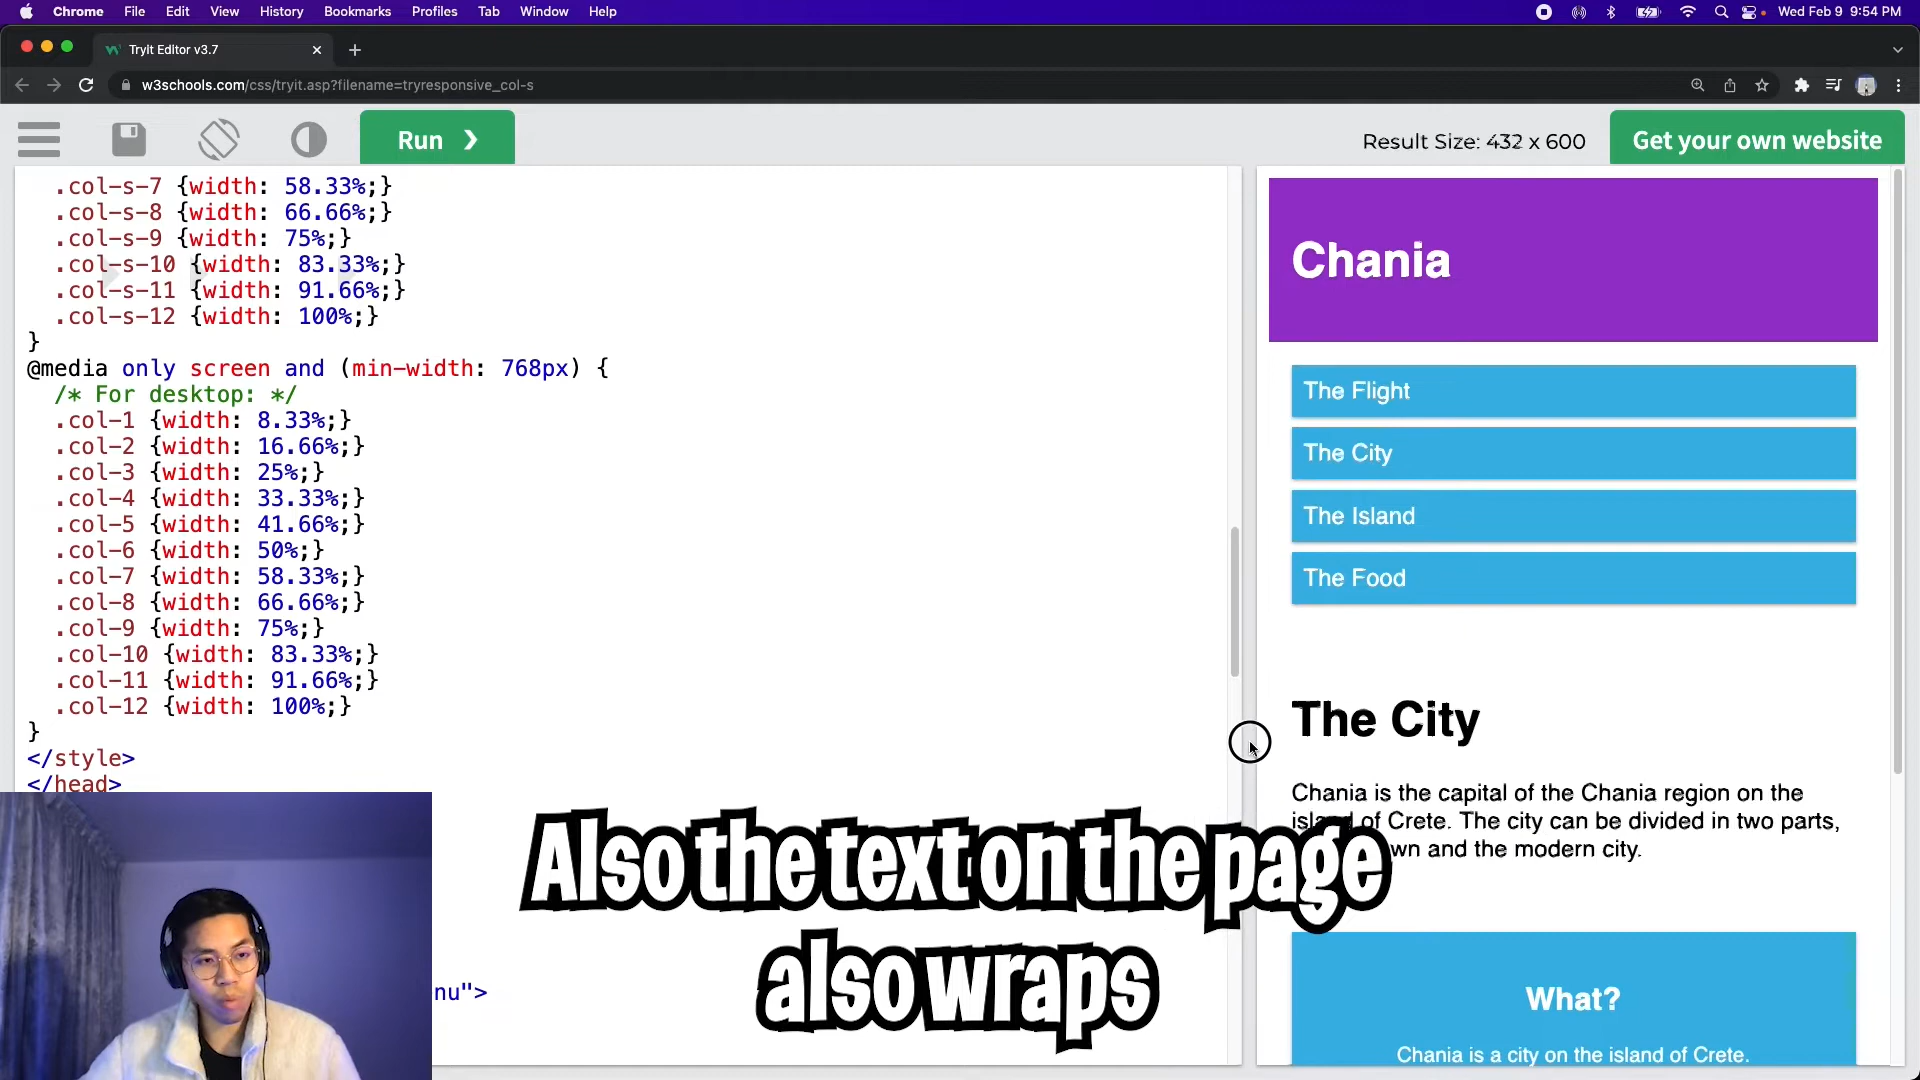 Chrome File Edit View History Bookmarks Profiles Tab Window Help Wed Feb 9 9:54 PM
TryIt Editor v3.7
w3schools.com/css/tryit.asp?filename=tryresponsive_col-s
Run ❯ Result Size: 432 x 600 Get your own website
.col-s-7 {width: 58.33%;}
.col-s-8 {width: 66.66%;}
.col-s-9 {width: 75%;}
.col-s-10 {width: 83.33%;}
.col-s-11 {width: 91.66%;}
.col-s-12 {width: 100%;}
}
@media only screen and (min-width: 768px) {
/* For desktop: */
.col-1 {width: 8.33%;}
.col-2 {width: 16.66%;}
.col-3 {width: 25%;}
.col-4 {width: 33.33%;}
.col-5 {width: 41.66%;}
.col-6 {width: 50%;}
.col-7 {width: 58.33%;}
.col-8 {width: 66.66%;}
.col-9 {width: 75%;}
.col-10 {width: 83.33%;}
.col-11 {width: 91.66%;}
.col-12 {width: 100%;}
}
</style>
</head>
nu">
Chania
The Flight
The City
The Island
The Food
The City
Chania is the capital of the Chania region on the
island of Crete. The city can be divided in two parts,
wn and the modern city.
What?
Chania is a city on the island of Crete.
Also the text on the page
also wraps